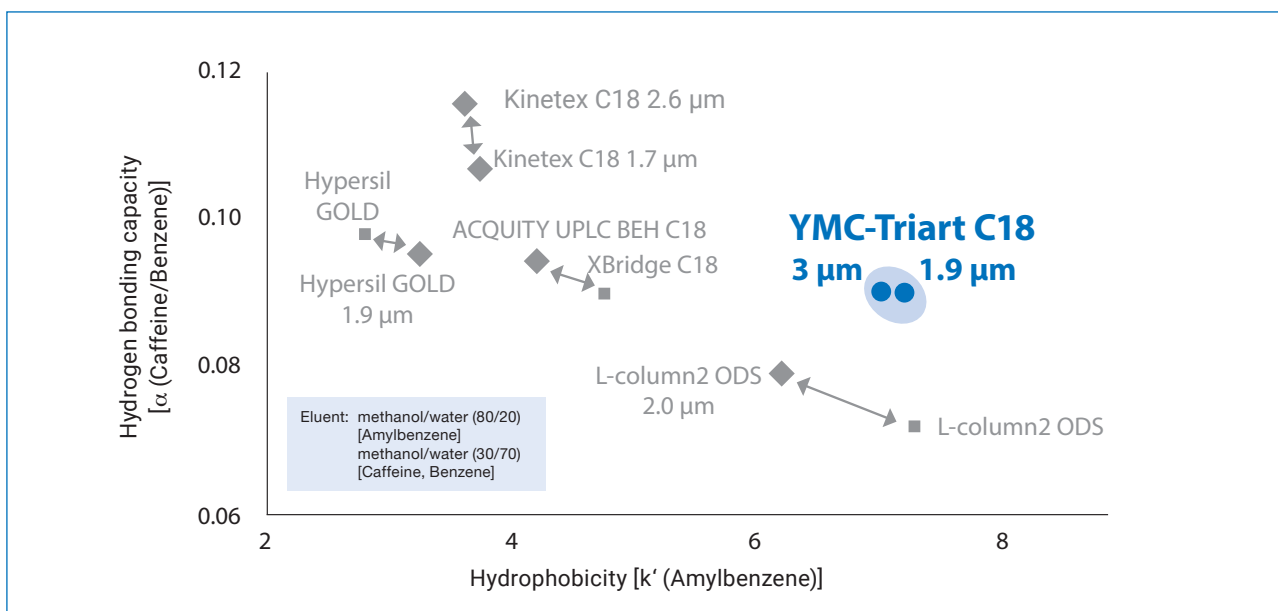 0.12
0.10
0.08
0.06
Hydrogen bonding capacity
[α (Caffeine/Benzene)]
Kinetex C18 2.6 µm
Kinetex C18 1.7 µm
Hypersil
GOLD
Hypersil GOLD
1.9 µm
ACQUITY UPLC BEH C18
XBridge C18
YMC-Triart C18
3 µm 1.9 µm
L-column2 ODS
2.0 µm
L-column2 ODS
Eluent: methanol/water (80/20)
[Amylbenzene]
methanol/water (30/70)
[Caffeine, Benzene]
2 4 6 8
Hydrophobicity [k‘ (Amylbenzene)]